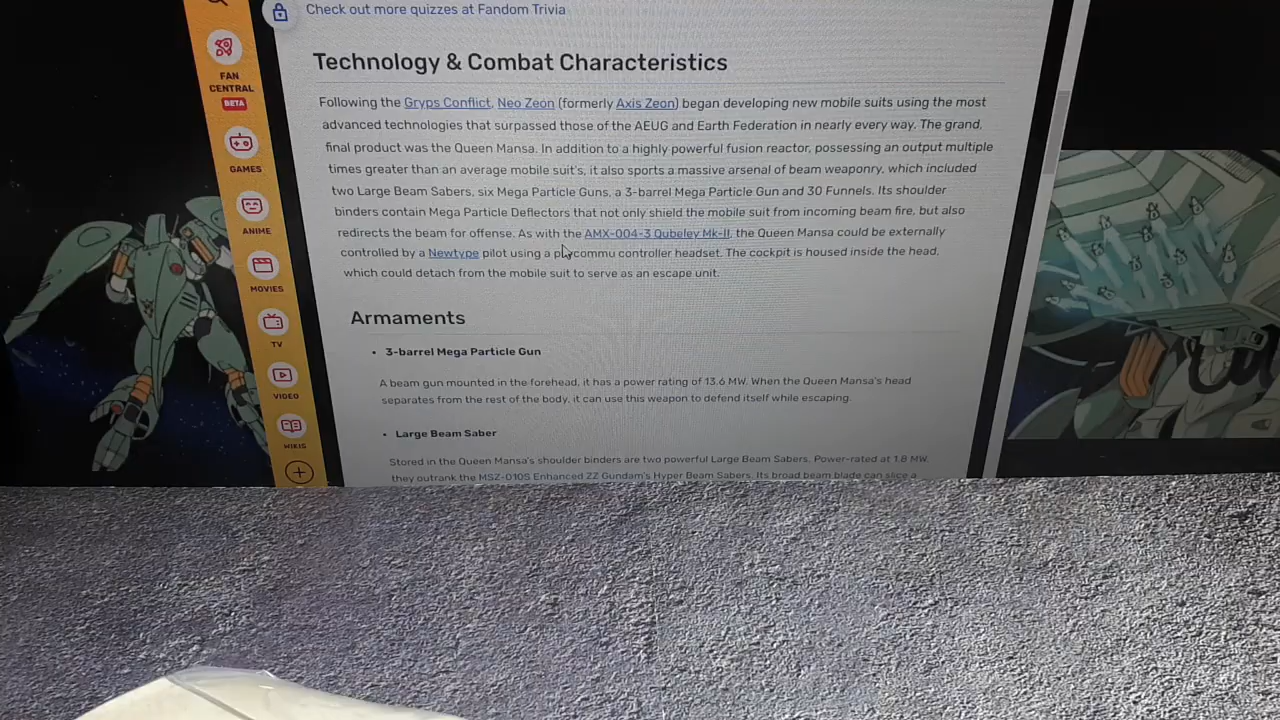 Check out more quizzes at Fandom Trivia
FAN
CENTRAL
BETA
GAMES
ANIME
MOVIES
TV
VIDEO
WIKIS
Technology & Combat Characteristics
Following the Gryps Conflict, Neo Zeon (formerly Axis Zeon) began developing new mobile suits using the most
advanced technologies that surpassed those of the AEUG and Earth Federation in nearly every way. The grand,
final product was the Queen Mansa. In addition to a highly powerful fusion reactor, possessing an output multiple
times greater than an average mobile suit's, it also sports a massive arsenal of beam weaponry, which included
two Large Beam Sabers, six Mega Particle Guns, a 3-barrel Mega Particle Gun and 30 Funnels. Its shoulder
binders contain Mega Particle Deflectors that not only shield the mobile suit from incoming beam fire, but also
redirects the beam for offense. As with the AMX-004-3 Qubeley Mk-II, the Queen Mansa could be externally
controlled by a Newtype pilot using a psycommu controller headset. The cockpit is housed inside the head,
which could detach from the mobile suit to serve as an escape unit.
Armaments
• 3-barrel Mega Particle Gun
A beam gun mounted in the forehead, it has a power rating of 13.6 MW. When the Queen Mansa's head
separates from the rest of the body, it can use this weapon to defend itself while escaping.
• Large Beam Saber
Stored in the Queen Mansa's shoulder binders are two powerful Large Beam Sabers. Power-rated at 1.8 MW,
they outrank the MSZ-010S Enhanced ZZ Gundam's Hyper Beam Sabers. Its broad beam blade can slice a